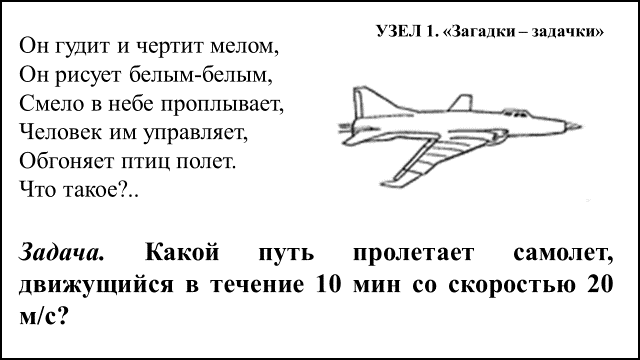 УЗЕЛ 1. «Загадки – задачки»
Он гудит и чертит мелом,
Он рисует белым-белым,
Смело в небе проплывает,
Человек им управляет,
Обгоняет птиц полет.
Что такое?..
Задача. Какой путь пролетает самолет,
движущийся в течение 10 мин со скоростью 20
м/с?